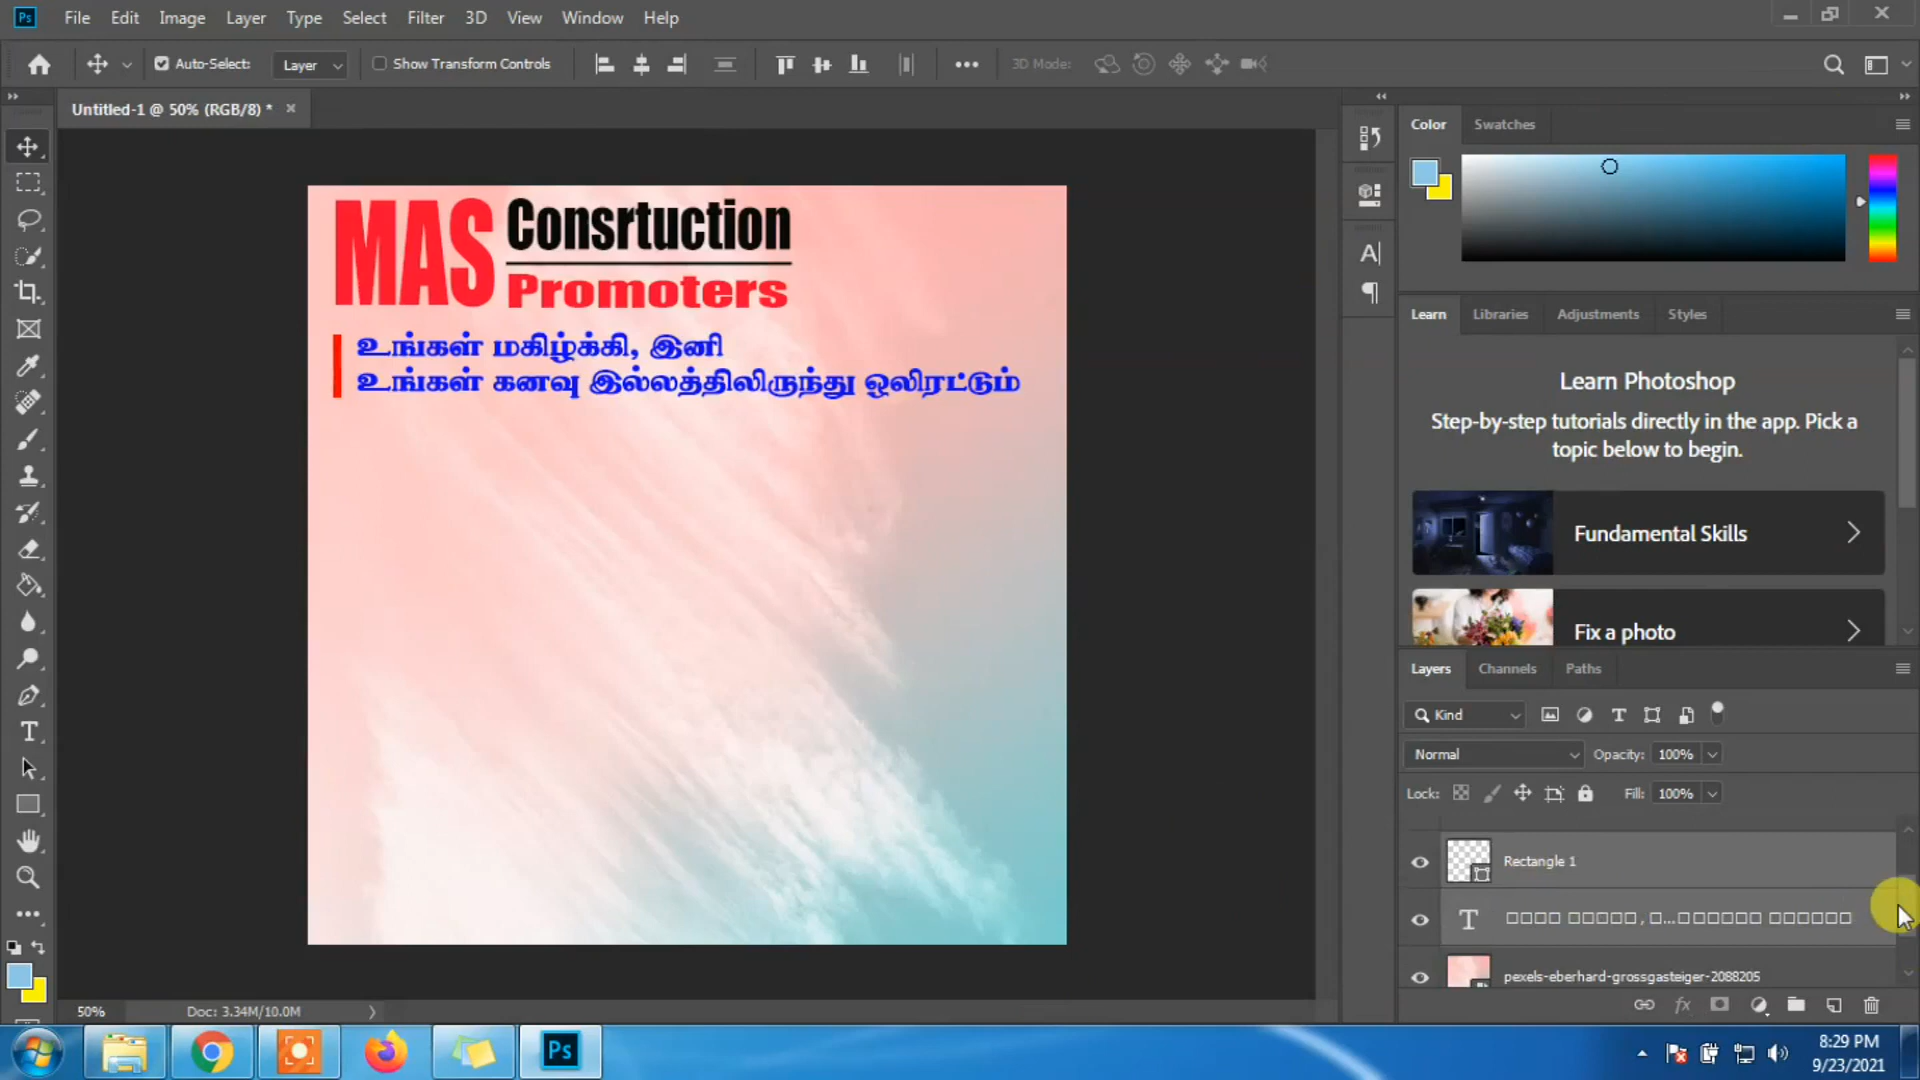 File Edit Image Layer Type Select Filter 3D View Window Help
Auto-Select: Layer Show Transform Controls 3D Mode:
Untitled-1 @ 50% (RGB/8) *
Color Swatches
MAS Consrtuction
Promoters
உங்கள் மகிழ்க்கி, இனி
உங்கள் கனவு இல்லத்திலிருந்து ஒலிரட்டும்
Learn Libraries Adjustments Styles
Learn Photoshop
Step-by-step tutorials directly in the app. Pick a
topic below to begin.
Fundamental Skills
Fix a photo
Layers Channels Paths
Kind
Normal Opacity: 100%
Lock: Fill: 100%
Rectangle 1
pexels-eberhard-grossgasteiger-2088205
50% Doc: 3.34M/10.0M
8:29 PM
9/23/2021